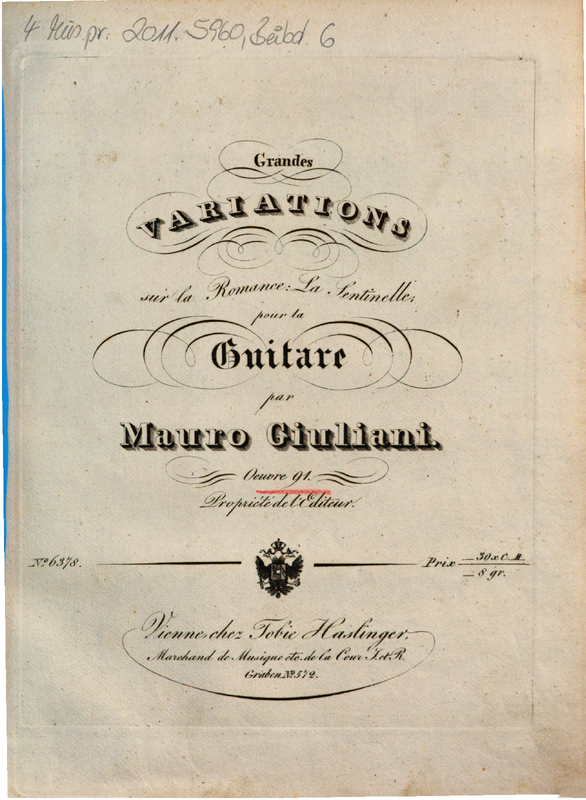 4 Mus.pr. 2011.5960, Beibd. 6
Grandes
VARIATIONS
sur la Romance: La Sentinelle;
pour la
Guitare
par
Mauro Giuliani.
Oeuvre 91.
Propriété de l'Editeur.
No. 6378.
Prix 30 x C.M.
8 gr.
Vienne, chez Tobie Haslinger,
Marchand de Musique etc. de la Cour I. et R.
Graben No. 572.